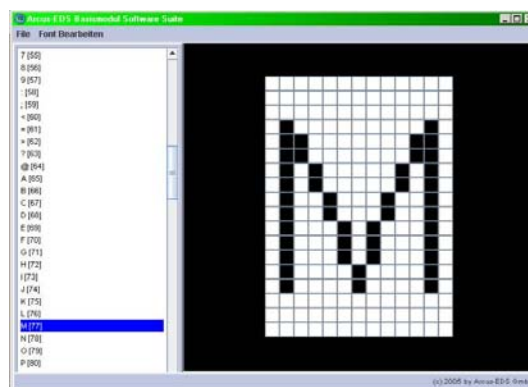 Arcus-EDS Basismodul Software Suite
File Font Bearbeiten
7 [55]
8 [56]
9 [57]
: [58]
; [59]
< [60]
= [61]
> [62]
? [63]
@ [64]
A [65]
B [66]
C [67]
D [68]
E [69]
F [70]
G [71]
H [72]
I [73]
J [74]
K [75]
L [76]
M [77]
N [78]
O [79]
P [80]
(c) 2005 by Arcus-EDS GmbH